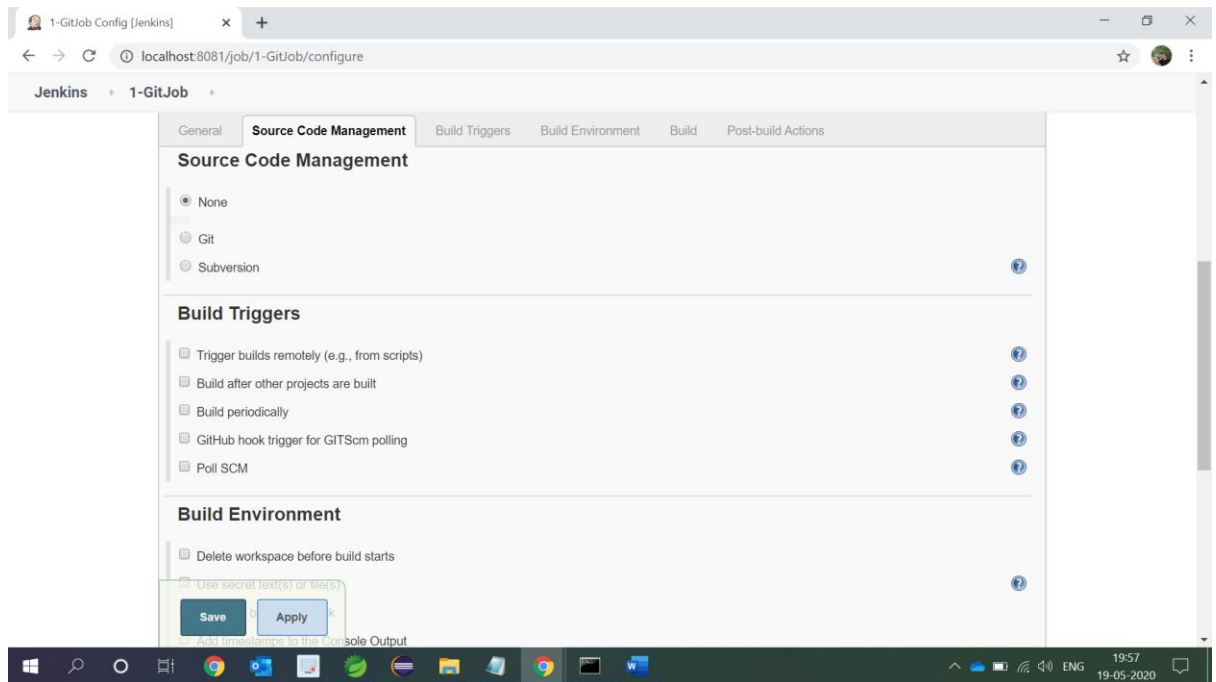 1-GitJob Config [Jenkins]
localhost:8081/job/1-GitJob/configure
Jenkins 1-GitJob
General Source Code Management Build Triggers Build Environment Build Post-build Actions
Source Code Management
None
Git
Subversion
Build Triggers
Trigger builds remotely (e.g., from scripts)
Build after other projects are built
Build periodically
GitHub hook trigger for GITScm polling
Poll SCM
Build Environment
Delete workspace before build starts
Use secret text(s) or file(s)
Save Apply
Add timestamps to the Console Output
ENG 19:57
19-05-2020